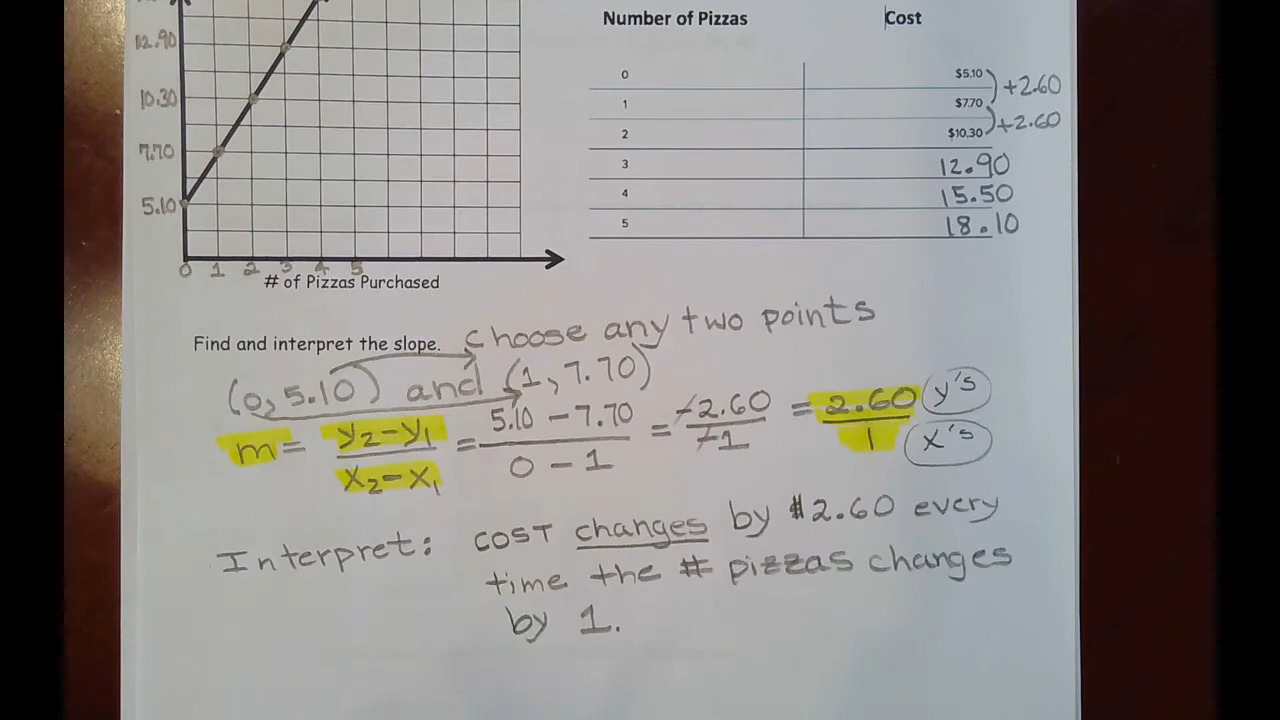 Number of Pizzas Cost
0 $5.10
1 $7.70
2 $10.30
3 12.90
4 15.50
5 18.10
+2.60
+2.60
12.90
10.30
7.70
5.10
0 1 2 3 4 5
# of Pizzas Purchased
Find and interpret the slope. choose any two points
(0, 5.10) and (1, 7.70)
m = y2-y1 / x2-x1 = 5.10 - 7.70 / 0 - 1 = -2.60 / -1 = 2.60 / 1 y's x's
Interpret: cost changes by $2.60 every
time the # pizzas changes
by 1.